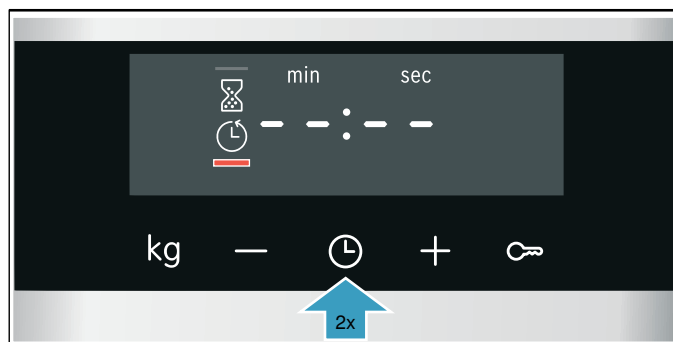 min sec
--:--
kg − +
2x